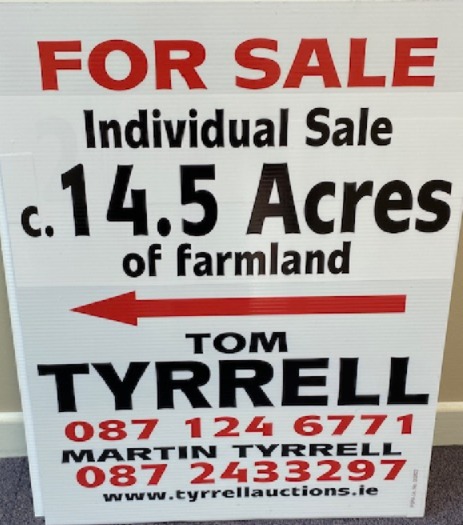 FOR SALE
Individual Sale
c. 14.5 Acres
of farmland
TOM
TYRRELL
087 124 6771
MARTIN TYRRELL
087 2433297
www.tyrrellauctions.ie